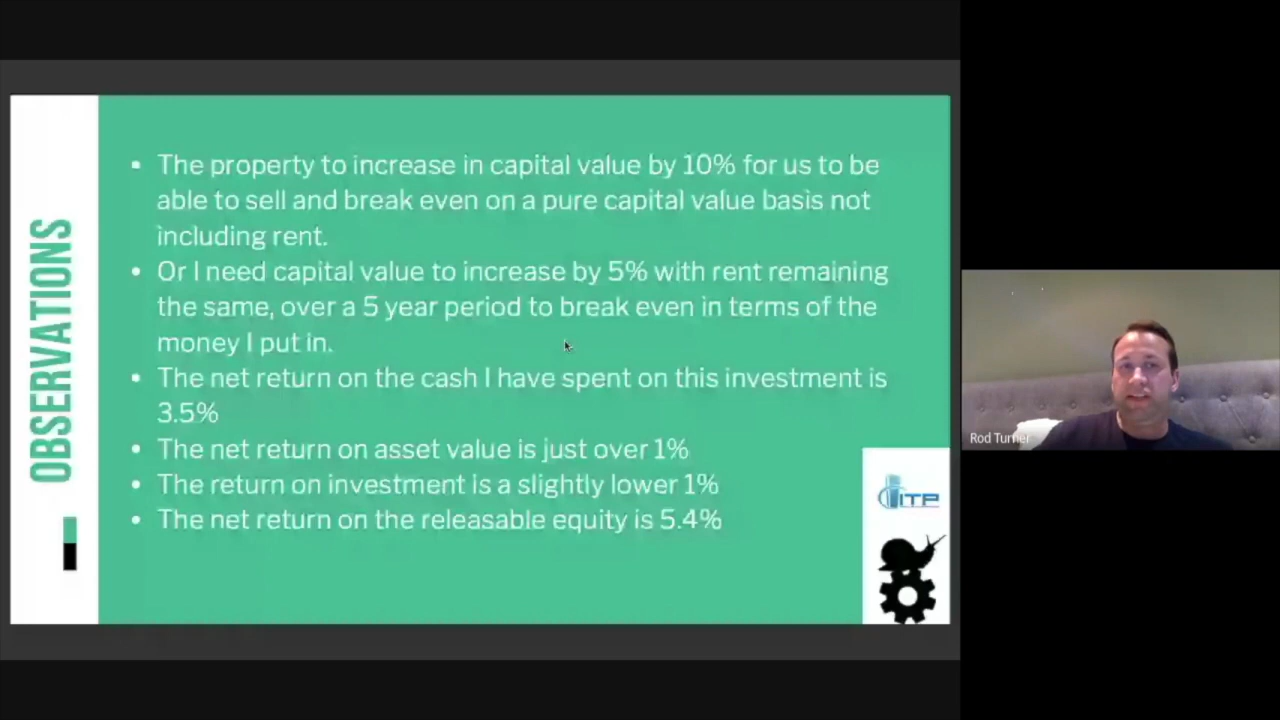 OBSERVATIONS
• The property to increase in capital value by 10% for us to be
able to sell and break even on a pure capital value basis not
including rent.
• Or I need capital value to increase by 5% with rent remaining
the same, over a 5 year period to break even in terms of the
money I put in.
• The net return on the cash I have spent on this investment is
3.5%
• The net return on asset value is just over 1%
• The return on investment is a slightly lower 1%
• The net return on the releasable equity is 5.4%
ITP
Rod Turner